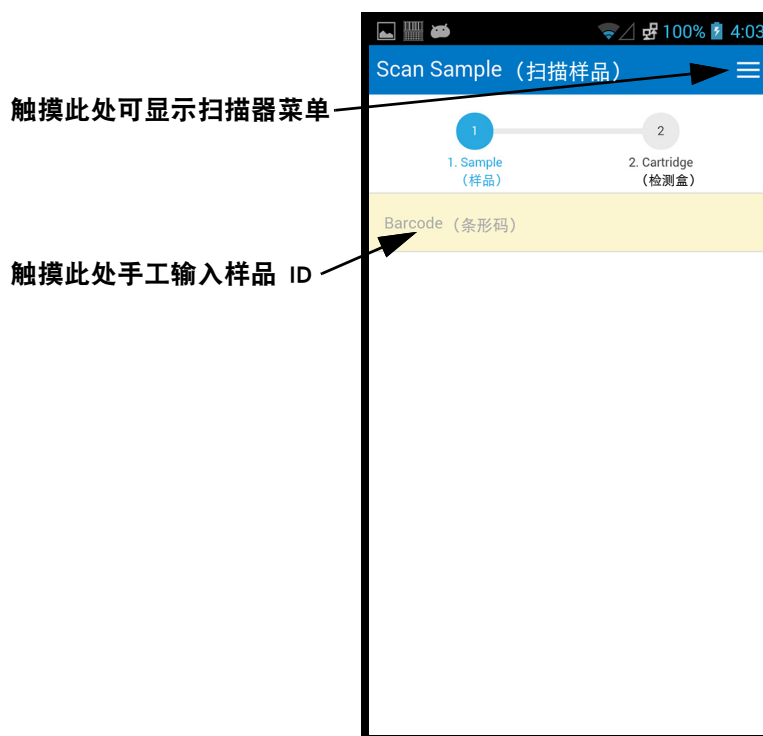 100% 4:03
Scan Sample（扫描样品）
触摸此处可显示扫描器菜单
1
2
1. Sample
（样品）
2. Cartridge
（检测盒）
Barcode（条形码）
触摸此处手工输入样品 ID